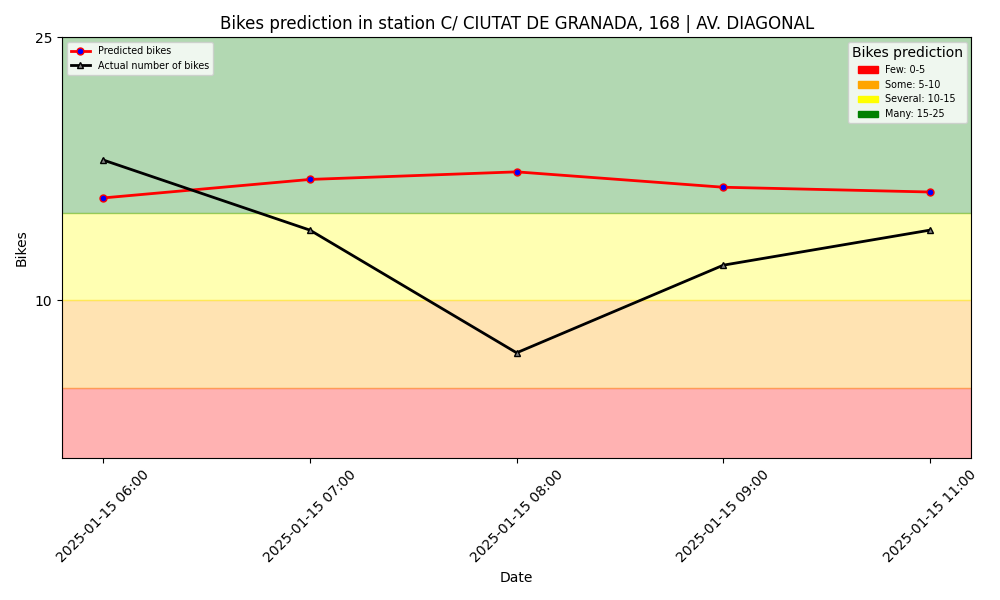 Bikes prediction in station C/ CIUTAT DE GRANADA, 168 | AV. DIAGONAL
25
10
Bikes
Predicted bikes
Actual number of bikes
Bikes prediction
Few: 0-5
Some: 5-10
Several: 10-15
Many: 15-25
2025-01-15 06:00
2025-01-15 07:00
2025-01-15 08:00
2025-01-15 09:00
2025-01-15 11:00
Date